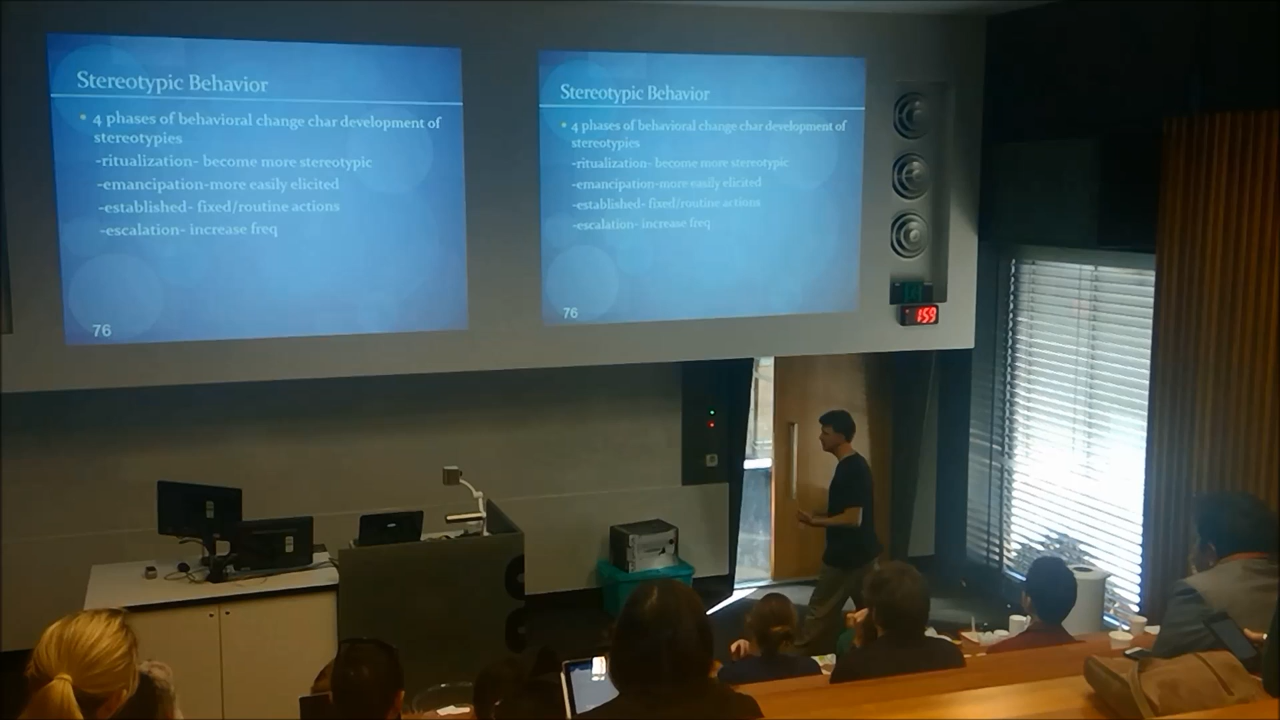 Stereotypic Behavior
4 phases of behavioral change char development of
stereotypies
-ritualization- become more stereotypic
-emancipation-more easily elicited
-established- fixed/routine actions
-escalation- increase freq
76
Stereotypic Behavior
4 phases of behavioral change char development of
stereotypies
-ritualization- become more stereotypic
-emancipation-more easily elicited
-established- fixed/routine actions
-escalation- increase freq
76
1:59